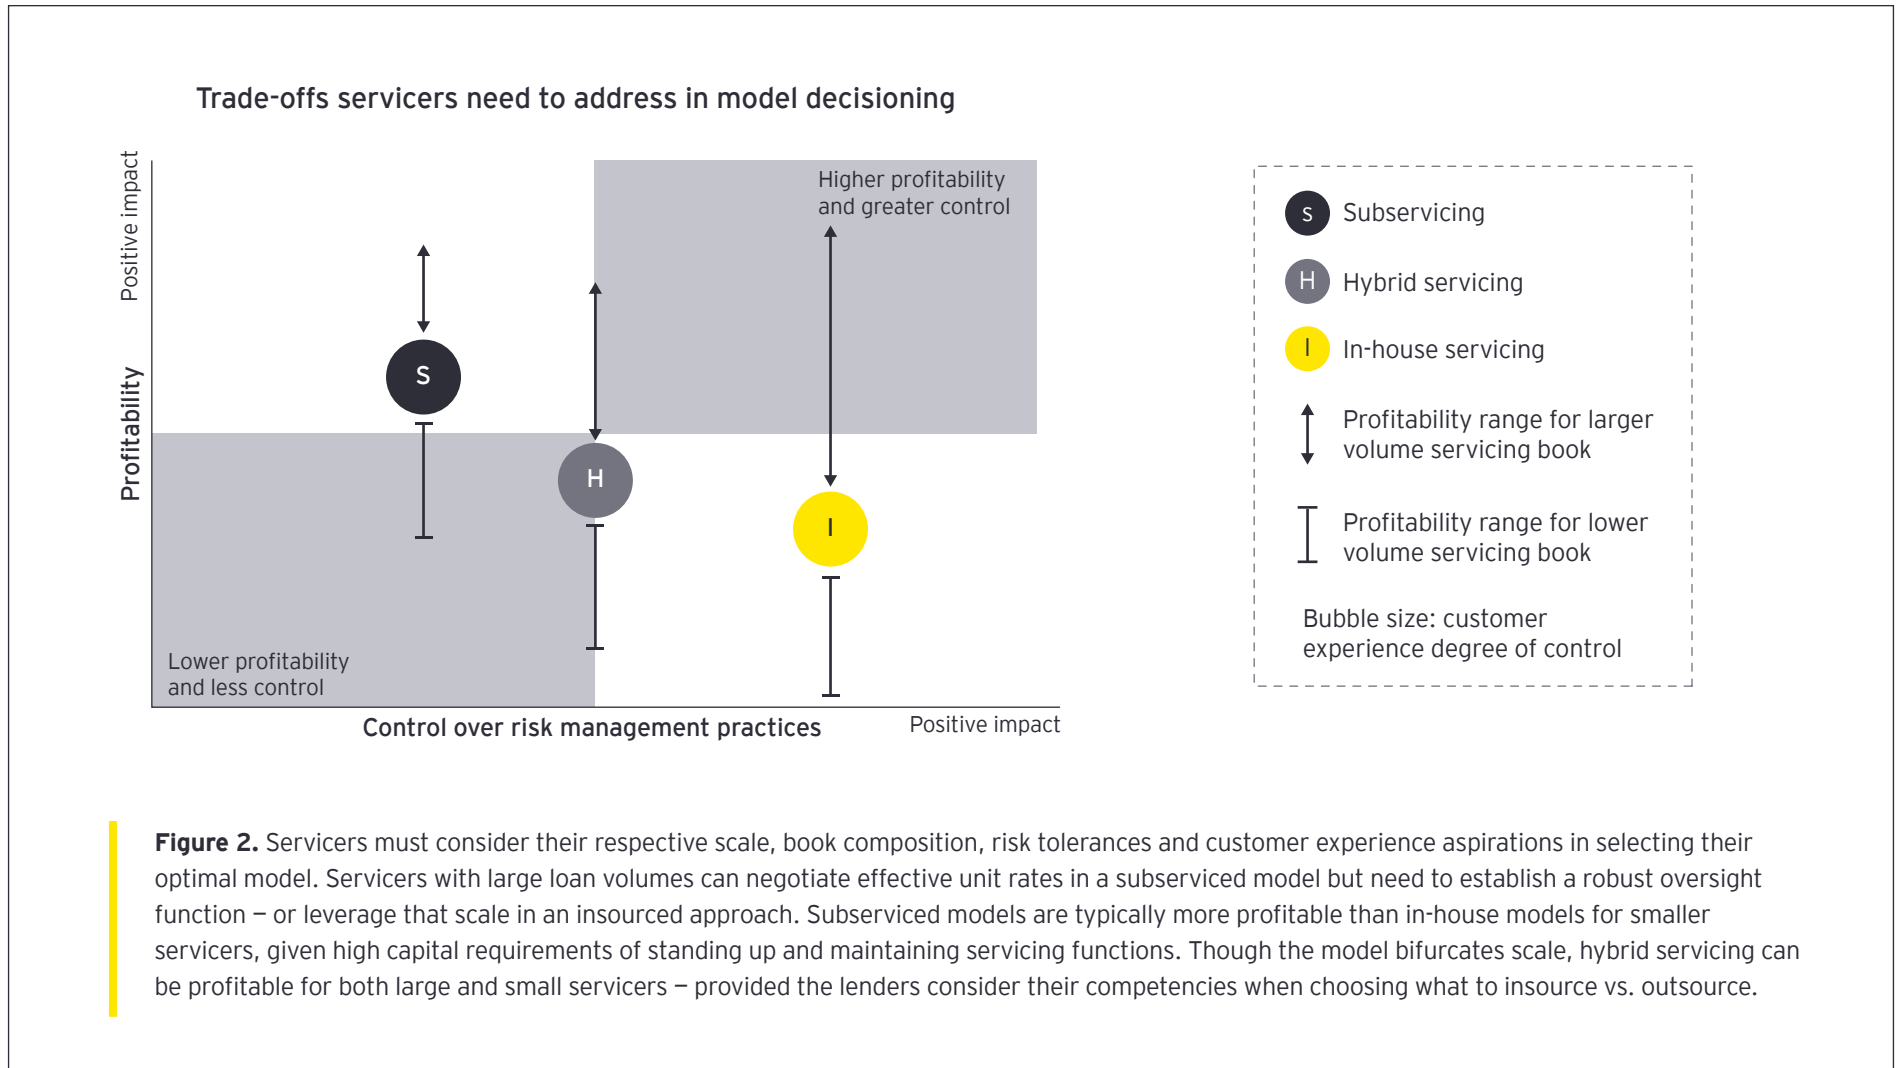 Trade-offs servicers need to address in model decisioning
Positive impact
Profitability
Higher profitability
and greater control
S
H
I
Lower profitability
and less control
Control over risk management practices
Positive impact
S Subservicing
H Hybrid servicing
I In-house servicing
Profitability range for larger
volume servicing book
Profitability range for lower
volume servicing book
Bubble size: customer
experience degree of control
Figure 2. Servicers must consider their respective scale, book composition, risk tolerances and customer experience aspirations in selecting their
optimal model. Servicers with large loan volumes can negotiate effective unit rates in a subserviced model but need to establish a robust oversight
function — or leverage that scale in an insourced approach. Subserviced models are typically more profitable than in-house models for smaller
servicers, given high capital requirements of standing up and maintaining servicing functions. Though the model bifurcates scale, hybrid servicing can
be profitable for both large and small servicers — provided the lenders consider their competencies when choosing what to insource vs. outsource.